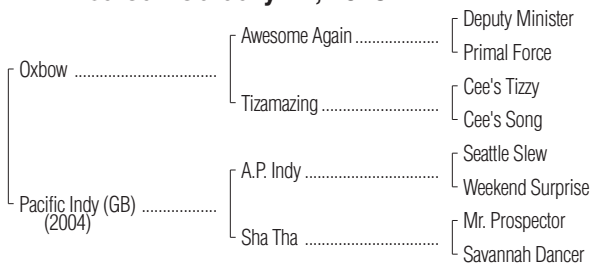 Deputy Minister
Awesome Again
Primal Force
Oxbow
Cee's Tizzy
Tizamazing
Cee's Song
Seattle Slew
A.P. Indy
Weekend Surprise
Pacific Indy (GB)
(2004)
Mr. Prospector
Sha Tha
Savannah Dancer